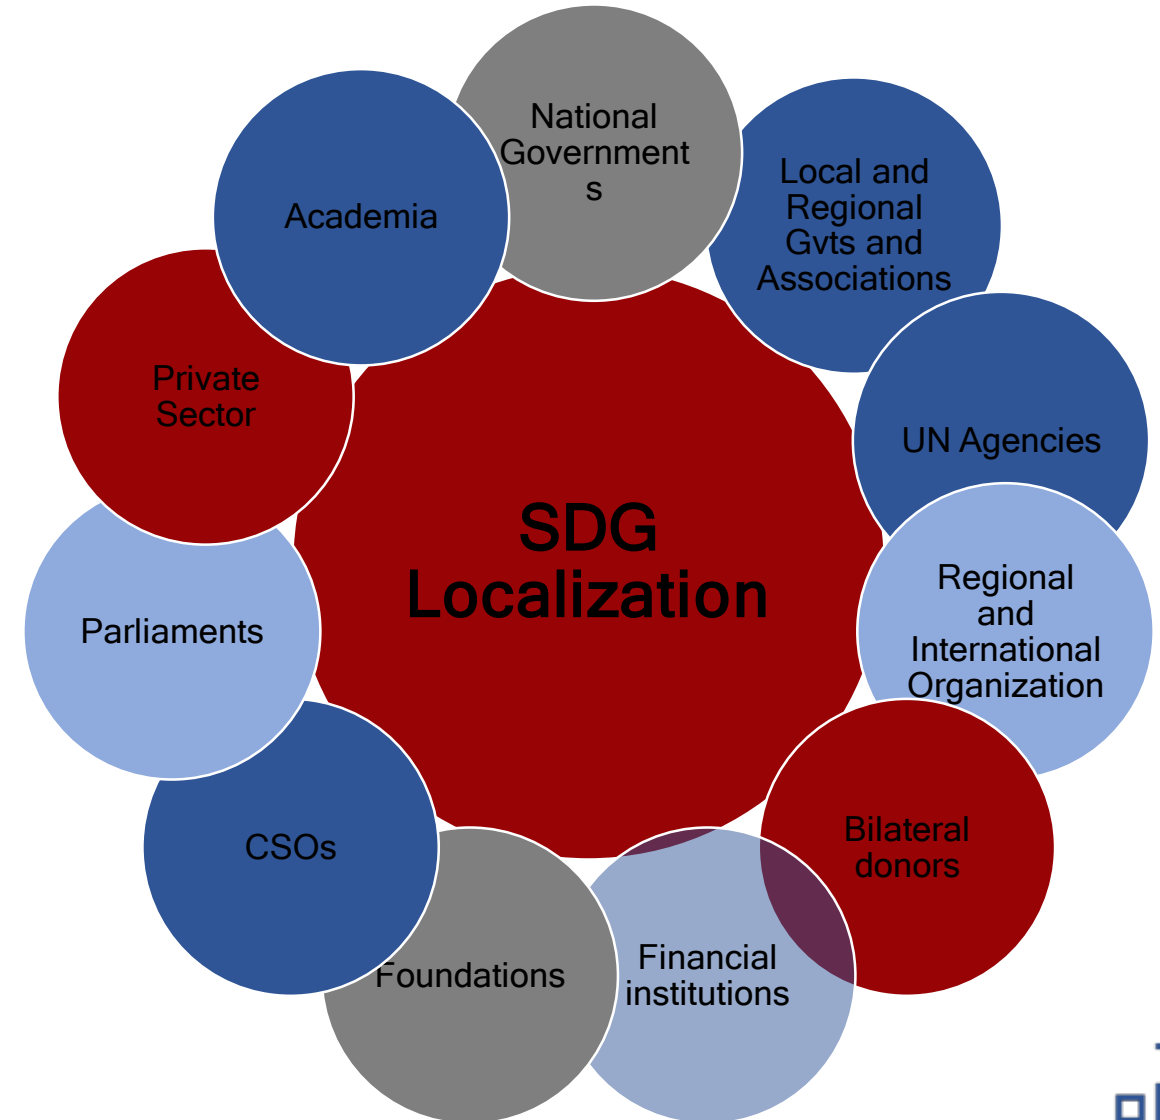 National
Government
s
Local and
Regional
Gvts and
Associations
UN Agencies
Regional
and
International
Organization
Bilateral
donors
Financial
institutions
Foundations
CSOs
Parliaments
Private
Sector
Academia
SDG
Localization